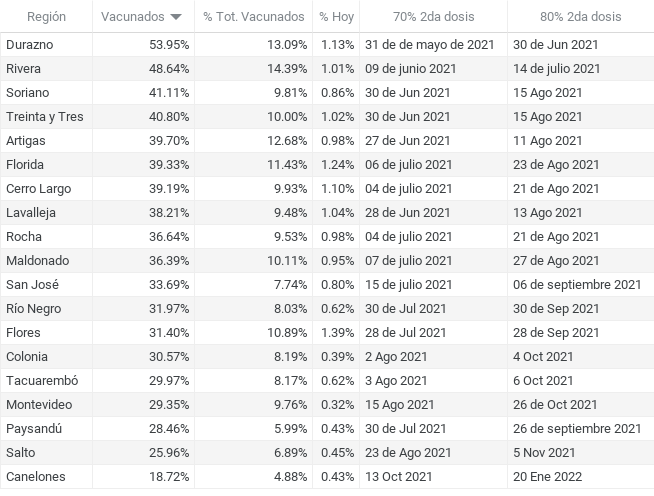 Región Vacunados % Tot. Vacunados % Hoy 70% 2da dosis 80% 2da dosis
Durazno 53.95% 13.09% 1.13% 31 de de mayo de 2021 30 de Jun 2021
Rivera 48.64% 14.39% 1.01% 09 de junio 2021 14 de julio 2021
Soriano 41.11% 9.81% 0.86% 30 de Jun 2021 15 Ago 2021
Treinta y Tres 40.80% 10.00% 1.02% 30 de Jun 2021 15 Ago 2021
Artigas 39.70% 12.68% 0.98% 27 de Jun 2021 11 Ago 2021
Florida 39.33% 11.43% 1.24% 06 de julio 2021 23 de Ago 2021
Cerro Largo 39.19% 9.93% 1.10% 04 de julio 2021 21 de Ago 2021
Lavalleja 38.21% 9.48% 1.04% 28 de Jun 2021 13 Ago 2021
Rocha 36.64% 9.53% 0.98% 04 de julio 2021 21 de Ago 2021
Maldonado 36.39% 10.11% 0.95% 07 de julio 2021 27 de Ago 2021
San José 33.69% 7.74% 0.80% 15 de julio 2021 06 de septiembre 2021
Río Negro 31.97% 8.03% 0.62% 30 de Jul 2021 30 de Sep 2021
Flores 31.40% 10.89% 1.39% 28 de Jul 2021 28 de Sep 2021
Colonia 30.57% 8.19% 0.39% 2 Ago 2021 4 Oct 2021
Tacuarembó 29.97% 8.17% 0.62% 3 Ago 2021 6 Oct 2021
Montevideo 29.35% 9.76% 0.32% 15 Ago 2021 26 de Oct 2021
Paysandú 28.46% 5.99% 0.43% 30 de Jul 2021 26 de septiembre 2021
Salto 25.96% 6.89% 0.45% 23 de Ago 2021 5 Nov 2021
Canelones 18.72% 4.88% 0.43% 13 Oct 2021 20 Ene 2022